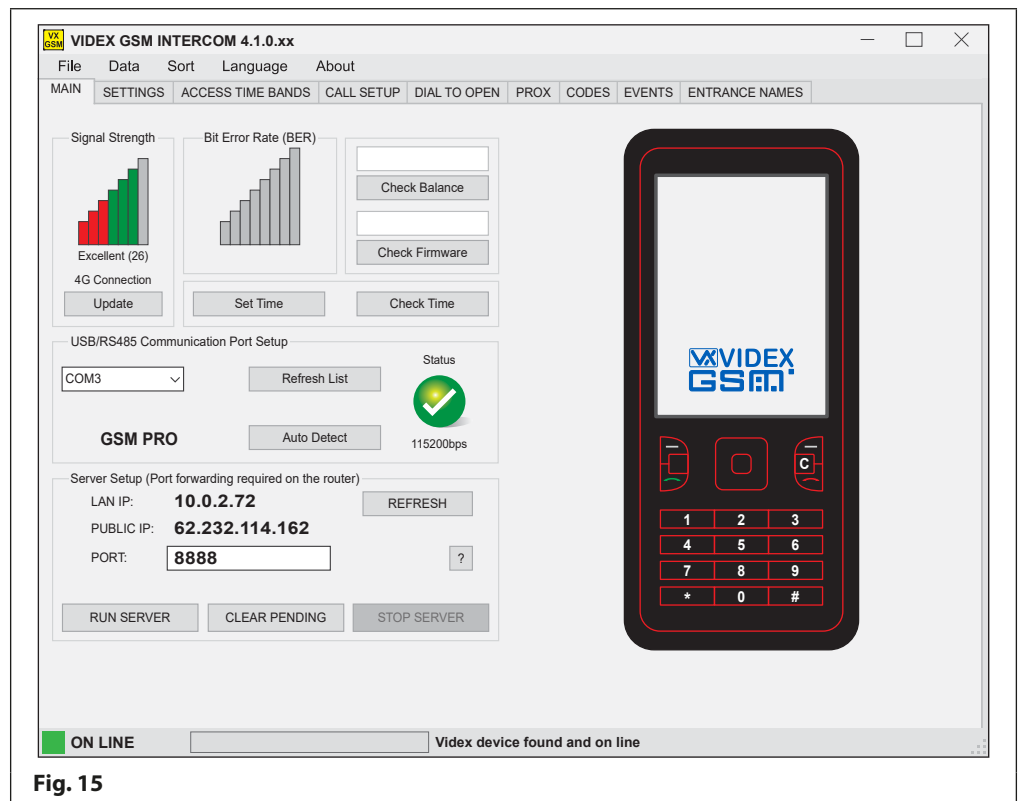 VX
GSM
VIDEX GSM INTERCOM 4.1.0.xx
File Data Sort Language About
MAIN SETTINGS ACCESS TIME BANDS CALL SETUP DIAL TO OPEN PROX CODES EVENTS ENTRANCE NAMES
Signal Strength
Excellent (26)
4G Connection
Update
Bit Error Rate (BER)
Check Balance
Check Firmware
Set Time
Check Time
USB/RS485 Communication Port Setup
COM3
Refresh List
Status
GSM PRO
Auto Detect
115200bps
Server Setup (Port forwarding required on the router)
LAN IP: 10.0.2.72
REFRESH
PUBLIC IP: 62.232.114.162
PORT: 8888
?
RUN SERVER CLEAR PENDING STOP SERVER
VX VIDEX
GSM
C
1 2 3
4 5 6
7 8 9
* 0 #
ON LINE
Videx device found and on line
Fig. 15